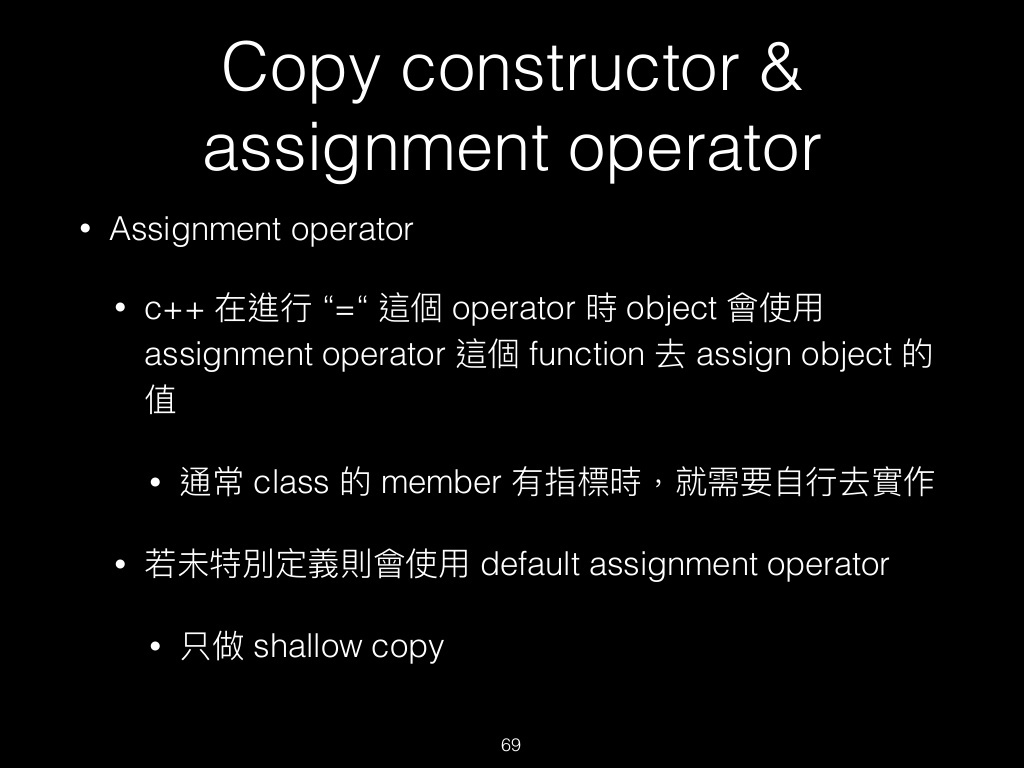 Copy constructor &
assignment operator
• Assignment operator
• c++ 在進行 “=“ 這個 operator 時 object 會使用
assignment operator 這個 function 去 assign object 的
值
• 通常 class 的 member 有指標時，就需要自行去實作
• 若未特別定義則會使用 default assignment operator
• 只做 shallow copy
69